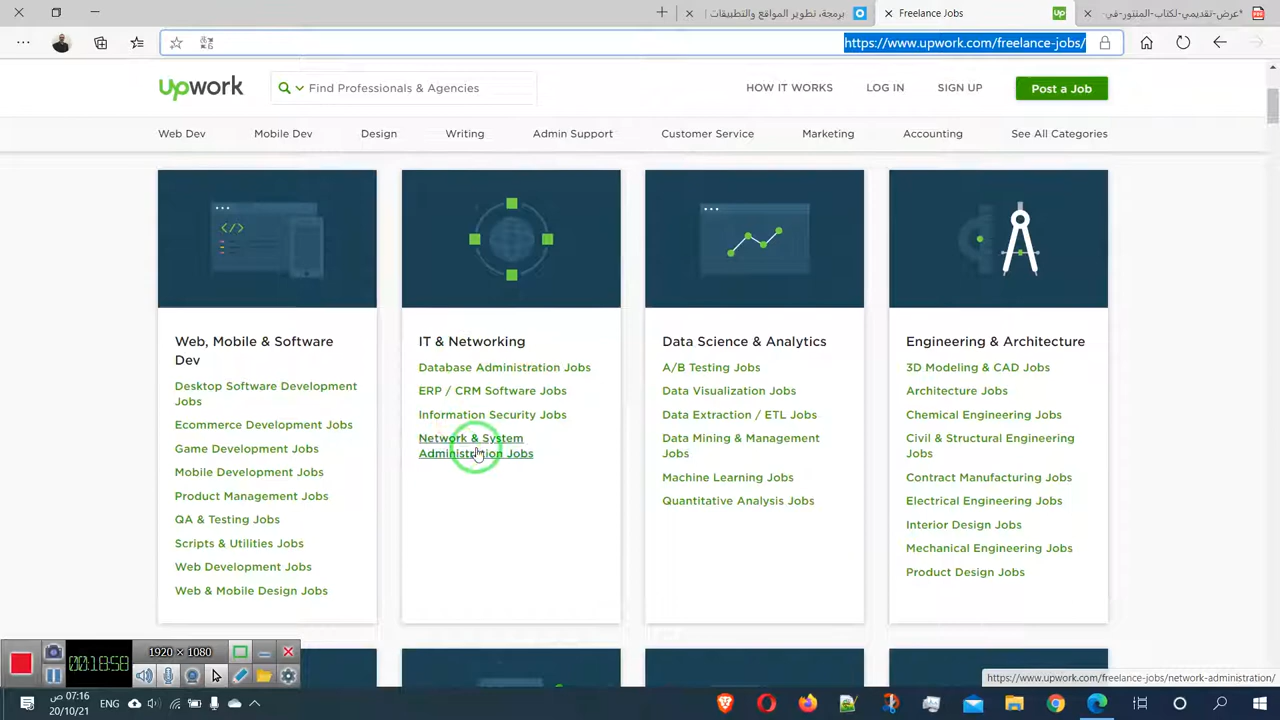 برمجة، تطوير المواقع والتطبيقات |
Freelance Jobs
up
عرض-تقديمي-لكتاب-المنثور-في-*
https://www.upwork.com/freelance-jobs/
upwork
Find Professionals & Agencies
HOW IT WORKS
LOG IN
SIGN UP
Post a Job
Web Dev
Mobile Dev
Design
Writing
Admin Support
Customer Service
Marketing
Accounting
See All Categories
Web, Mobile & Software
Dev
Desktop Software Development
Jobs
Ecommerce Development Jobs
Game Development Jobs
Mobile Development Jobs
Product Management Jobs
QA & Testing Jobs
Scripts & Utilities Jobs
Web Development Jobs
Web & Mobile Design Jobs
IT & Networking
Database Administration Jobs
ERP / CRM Software Jobs
Information Security Jobs
Network & System
Administration Jobs
Data Science & Analytics
A/B Testing Jobs
Data Visualization Jobs
Data Extraction / ETL Jobs
Data Mining & Management
Jobs
Machine Learning Jobs
Quantitative Analysis Jobs
Engineering & Architecture
3D Modeling & CAD Jobs
Architecture Jobs
Chemical Engineering Jobs
Civil & Structural Engineering
Jobs
Contract Manufacturing Jobs
Electrical Engineering Jobs
Interior Design Jobs
Mechanical Engineering Jobs
Product Design Jobs
00:18:58
1920 × 1080
https://www.upwork.com/freelance-jobs/network-administration/
07:16 ص
20/10/21
ENG